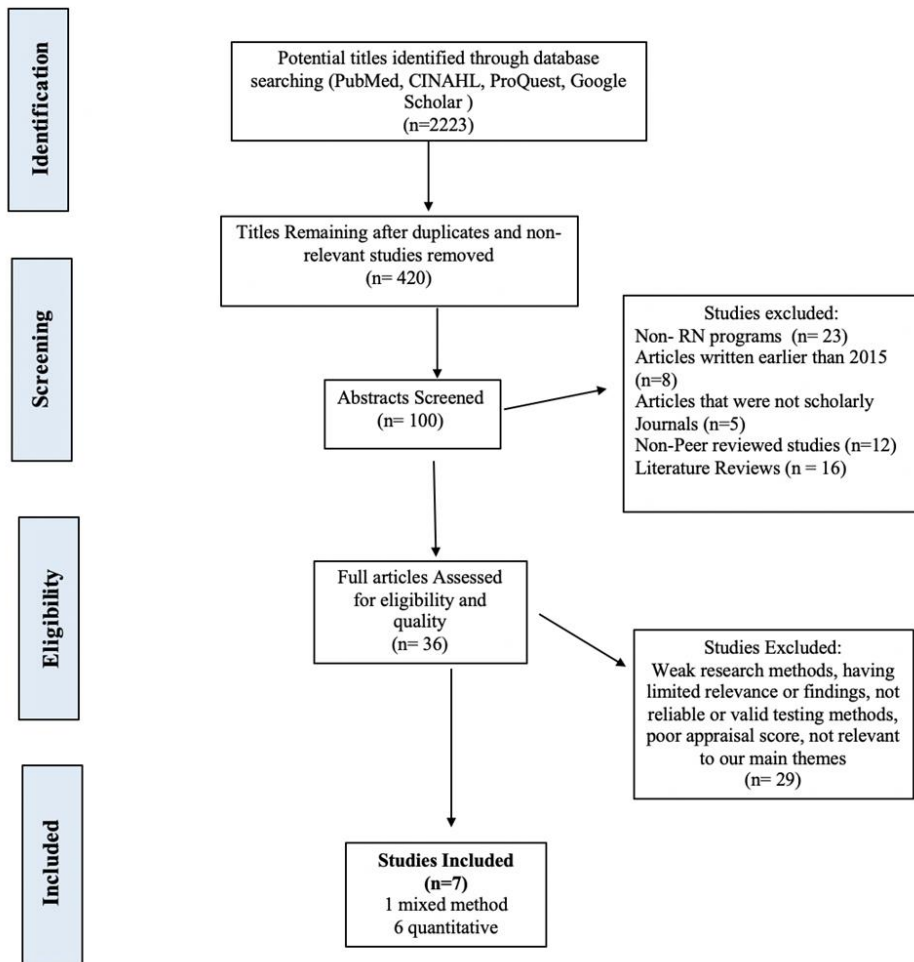 Identification
Potential titles identified through database
searching (PubMed, CINAHL, ProQuest, Google
Scholar )
(n=2223)
Titles Remaining after duplicates and non-
relevant studies removed
(n= 420)
Screening
Abstracts Screened
(n= 100)
Studies excluded:
Non- RN programs (n= 23)
Articles written earlier than 2015
(n=8)
Articles that were not scholarly
Journals (n=5)
Non-Peer reviewed studies (n=12)
Literature Reviews (n = 16)
Eligibility
Full articles Assessed
for eligibility and
quality
(n= 36)
Studies Excluded:
Weak research methods, having
limited relevance or findings, not
reliable or valid testing methods,
poor appraisal score, not relevant
to our main themes
(n= 29)
Included
Studies Included
(n=7)
1 mixed method
6 quantitative